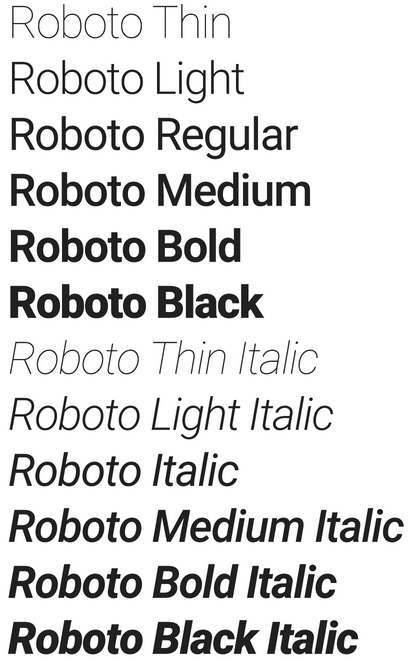 Roboto Thin
Roboto Light
Roboto Regular
Roboto Medium
Roboto Bold
Roboto Black
Roboto Thin Italic
Roboto Light Italic
Roboto Italic
Roboto Medium Italic
Roboto Bold Italic
Roboto Black Italic